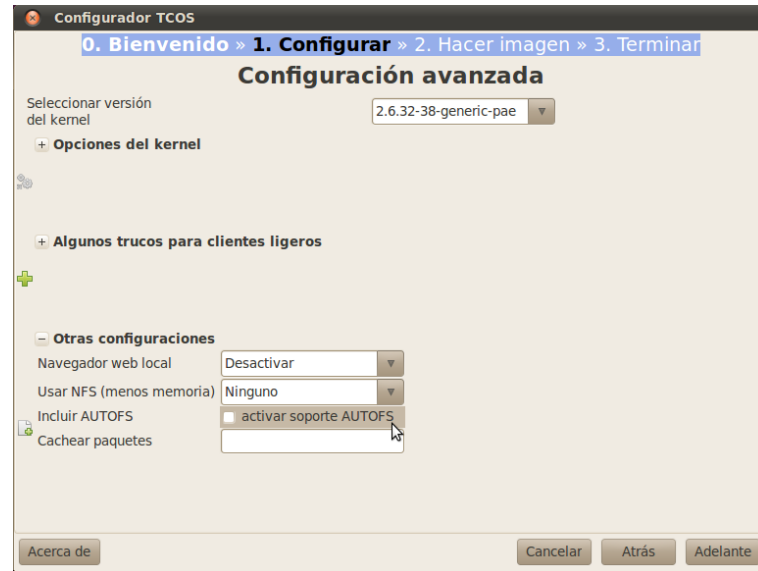 Configurador TCOS
0. Bienvenido » 1. Configurar » 2. Hacer imagen » 3. Terminar
Configuración avanzada
Seleccionar versión
del kernel
2.6.32-38-generic-pae
Opciones del kernel
Algunos trucos para clientes ligeros
Otras configuraciones
Navegador web local Desactivar
Usar NFS (menos memoria) Ninguno
Incluir AUTOFS activar soporte AUTOFS
Cachear paquetes
Acerca de Cancelar Atrás Adelante